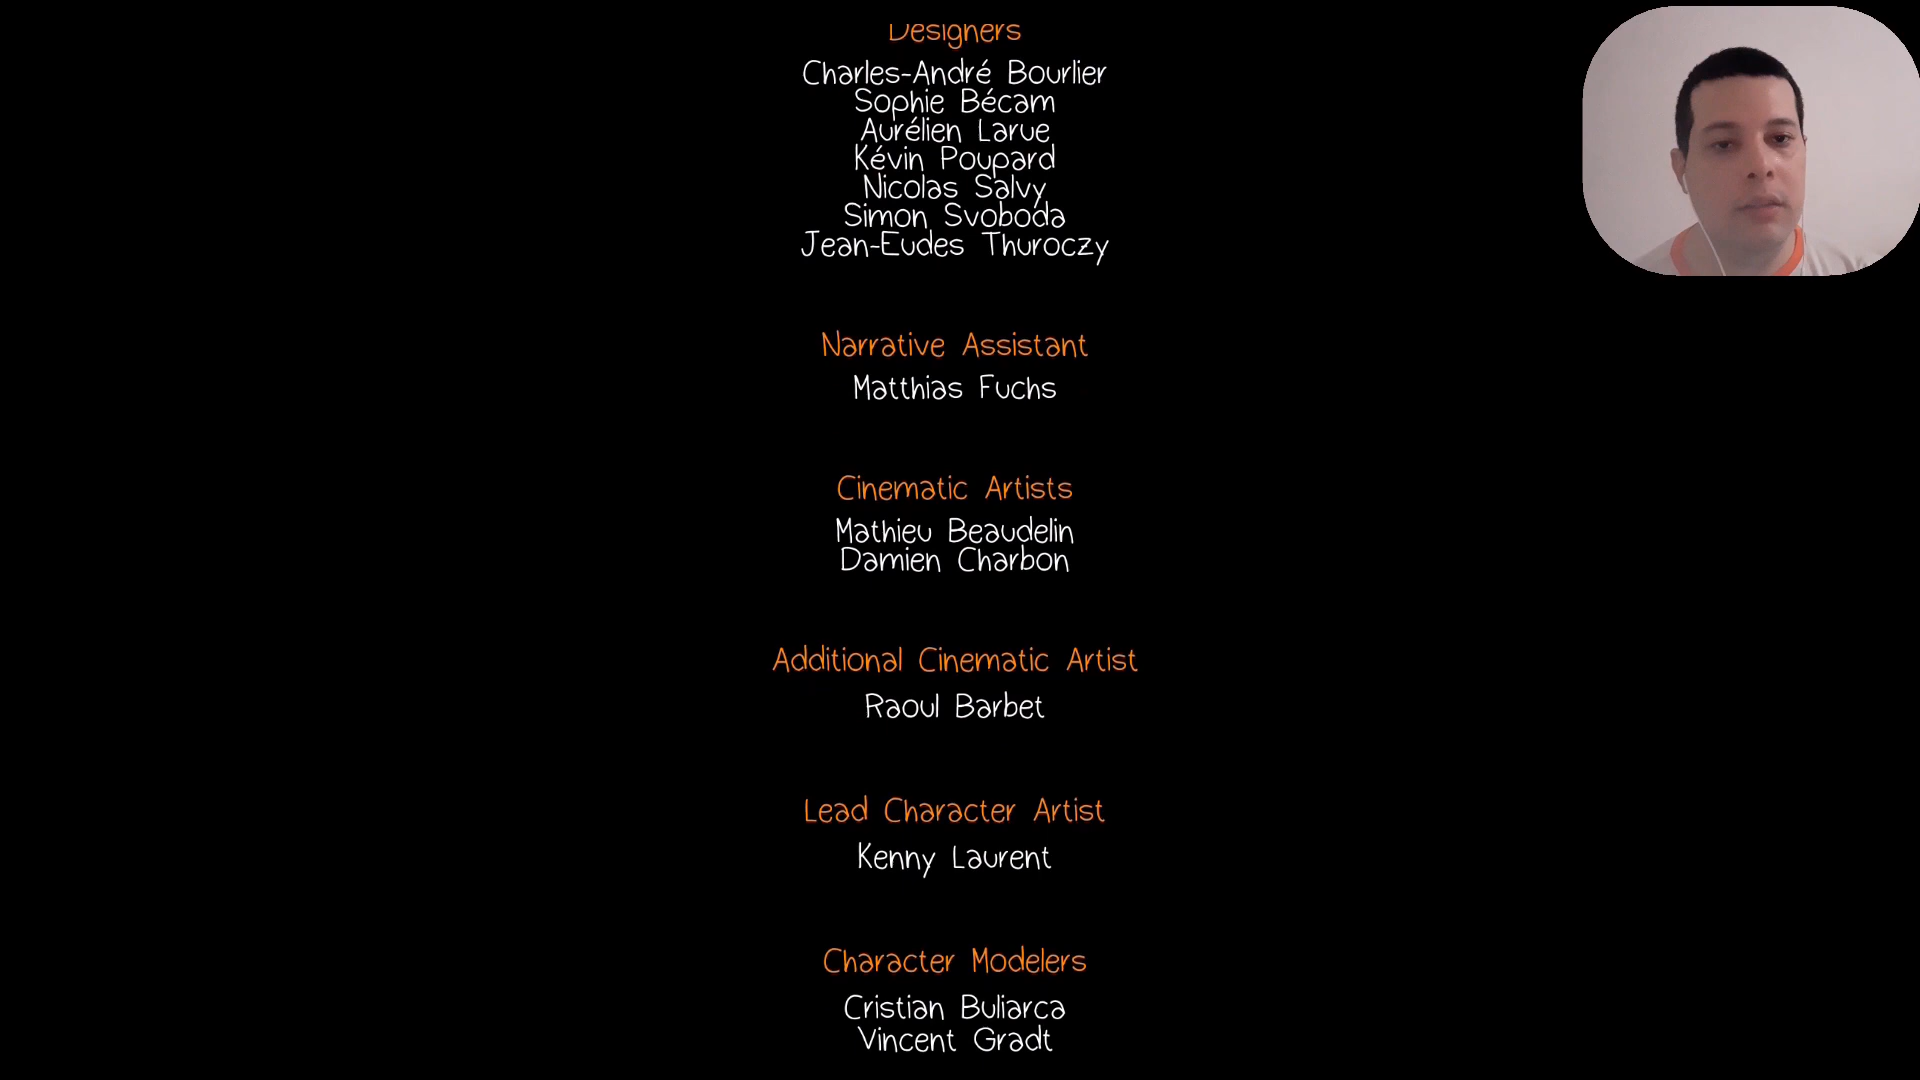 Designers
Charles-André Bourlier
Sophie Bécam
Aurélien Larue
Kévin Poupard
Nicolas Salvy
Simon Svoboda
Jean-Eudes Thuroczy
Narrative Assistant
Matthias Fuchs
Cinematic Artists
Mathieu Beaudelin
Damien Charbon
Additional Cinematic Artist
Raoul Barbet
Lead Character Artist
Kenny Laurent
Character Modelers
Cristian Buliarca
Vincent Gradt